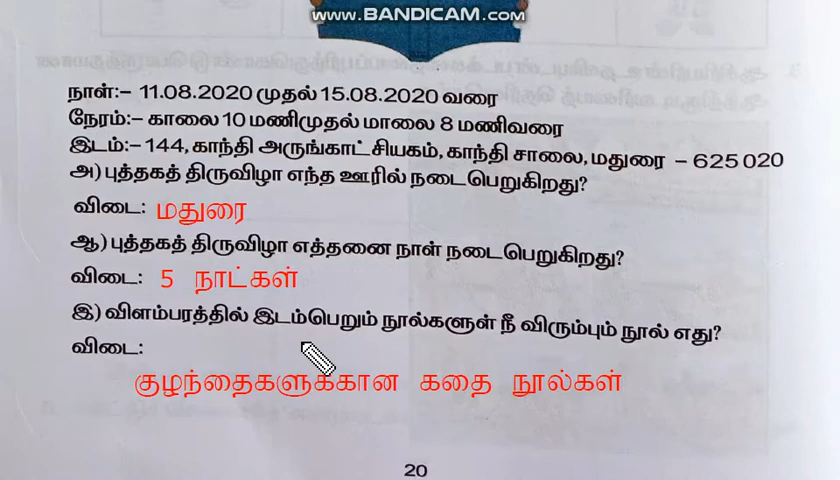 www.BANDICAM.com
நாள்:- 11.08.2020 முதல் 15.08.2020 வரை
நேரம்:- காலை 10 மணிமுதல் மாலை 8 மணிவரை
இடம்:- 144, காந்தி அருங்காட்சியகம், காந்தி சாலை, மதுரை - 625 020
அ) புத்தகத் திருவிழா எந்த ஊரில் நடைபெறுகிறது?
விடை: மதுரை
ஆ) புத்தகத் திருவிழா எத்தனை நாள் நடைபெறுகிறது?
விடை: 5 நாட்கள்
இ) விளம்பரத்தில் இடம்பெறும் நூல்களுள் நீ விரும்பும் நூல் எது?
விடை:
குழந்தைகளுக்கான கதை நூல்கள்
20